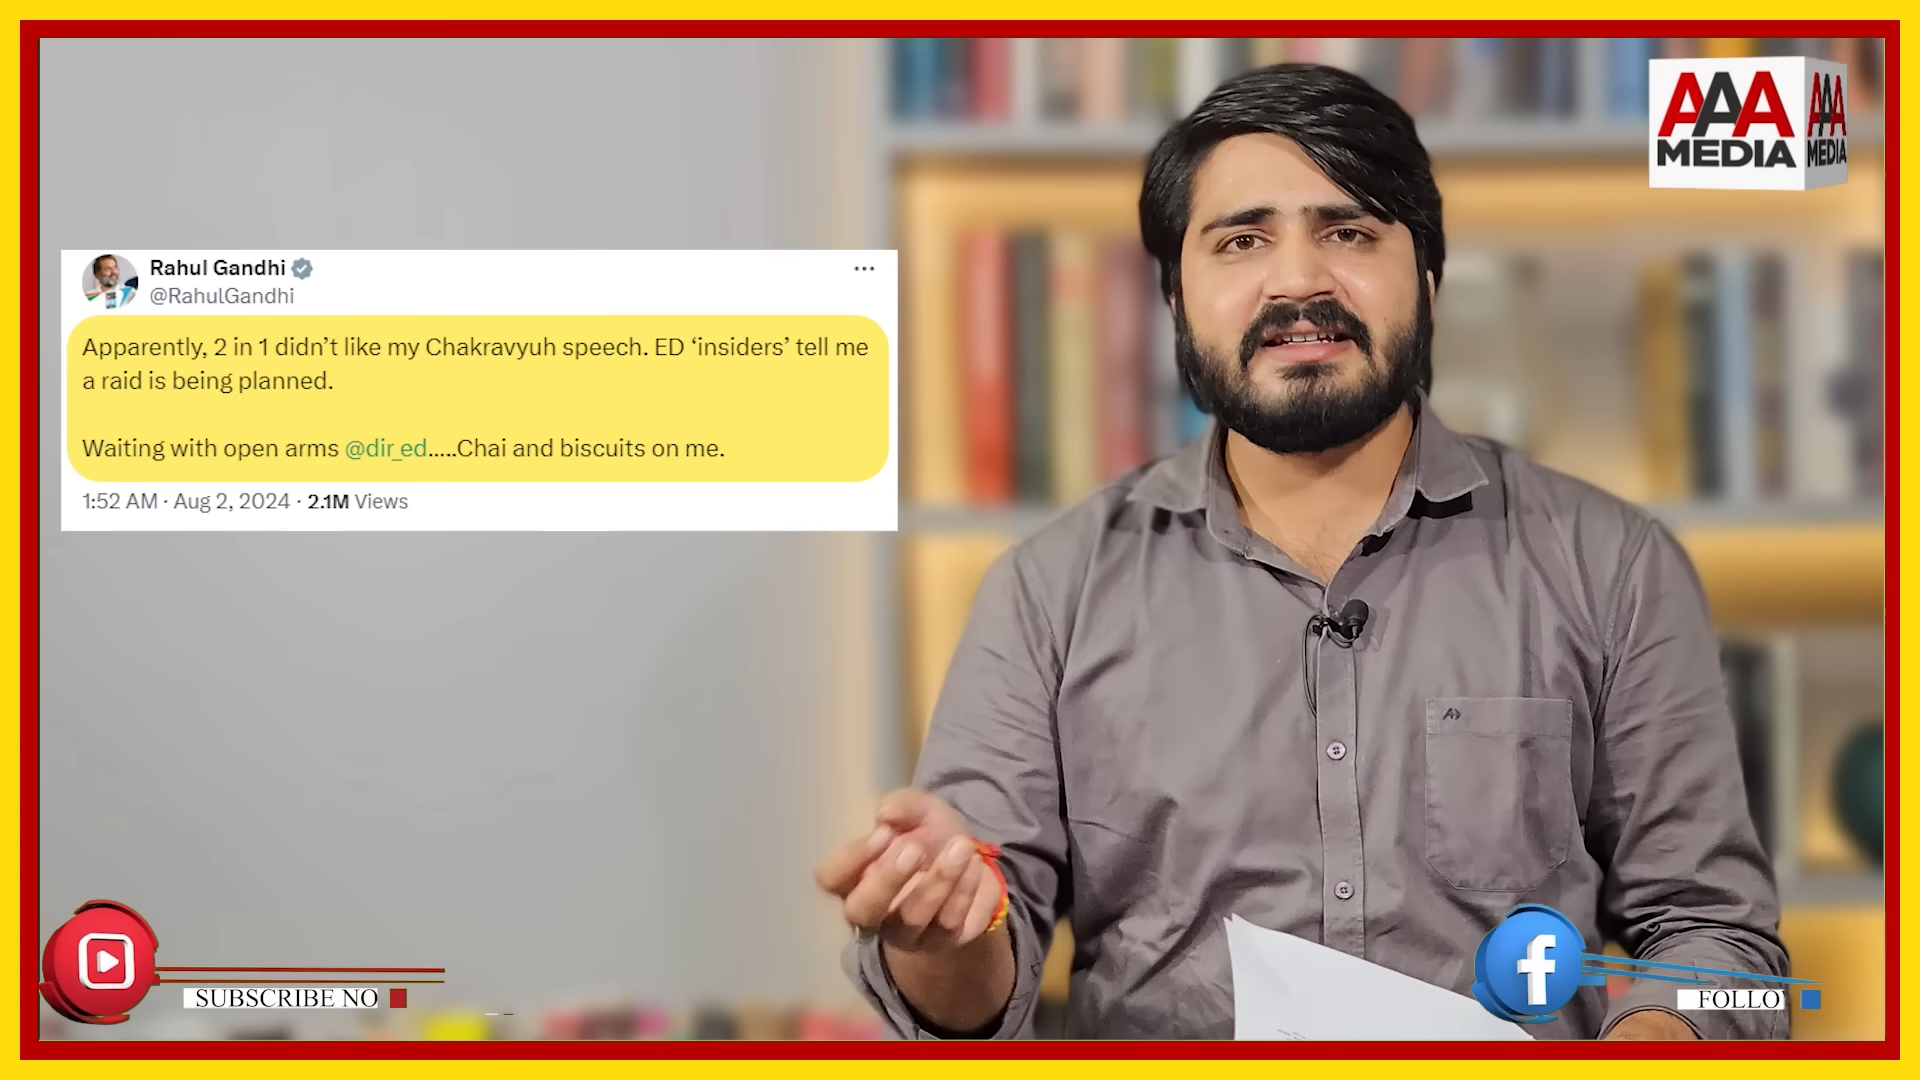 AAA
MEDIA
AAA
MEDIA
Rahul Gandhi
@RahulGandhi
Apparently, 2 in 1 didn’t like my Chakravyuh speech. ED ‘insiders’ tell me
a raid is being planned.
Waiting with open arms @dir_ed.....Chai and biscuits on me.
1:52 AM · Aug 2, 2024 · 2.1M Views
SUBSCRIBE NO
FOLLO